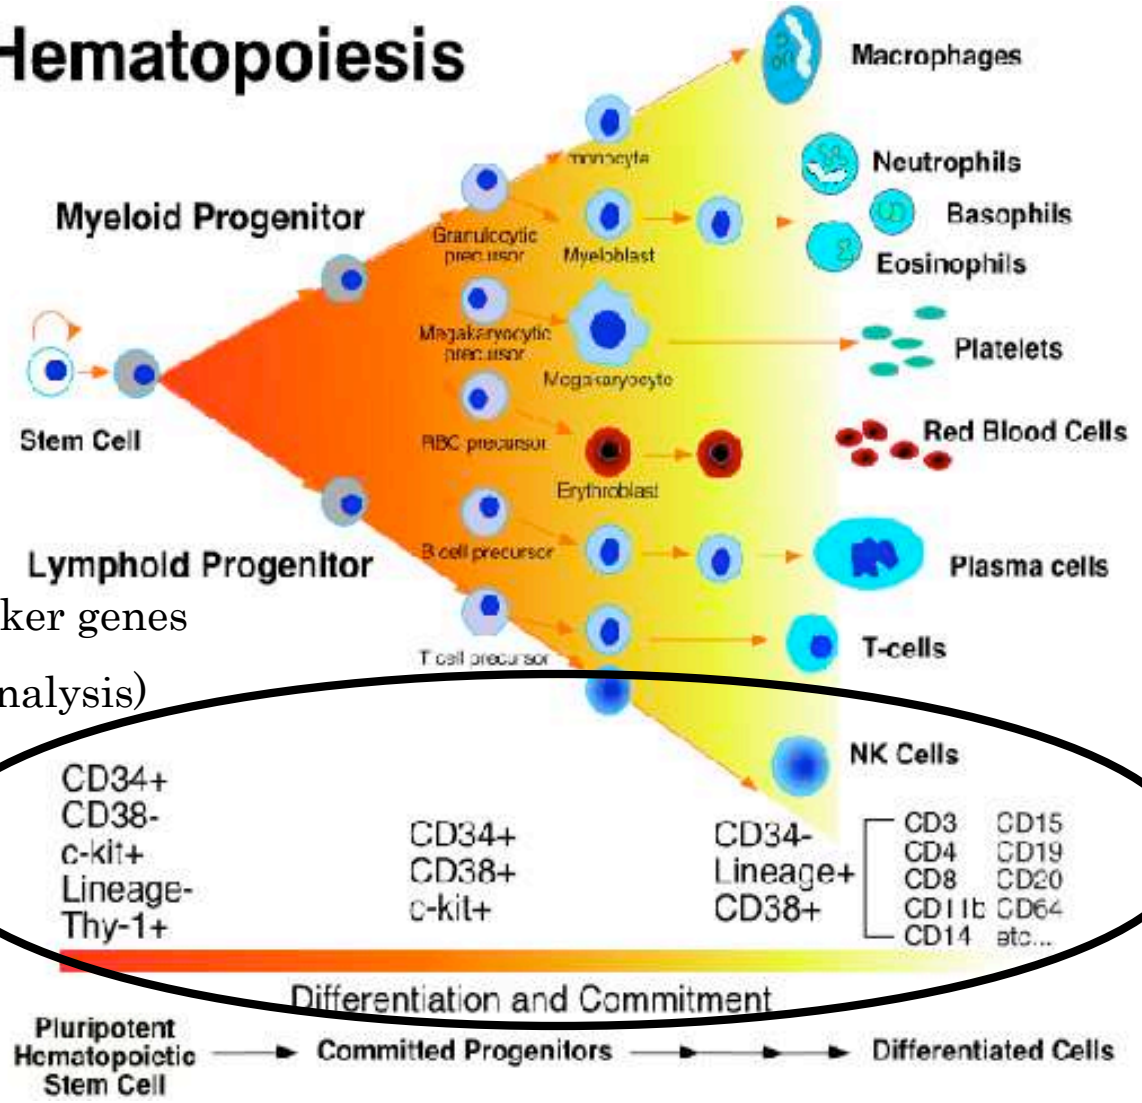 Hematopoiesis
Macrophages
monocyte
Neutrophils
Myeloid Progenitor
Basophils
Granulocytic
precursor
Myeloblast
Eosinophils
Megakaryocytic
precursor
Platelets
Megakaryocyte
Stem Cell
RBC precursor
Red Blood Cells
Erythroblast
B cell precursor
Lymphoid Progenitor
Plasma cells
ker genes
T cell precursor
T-cells
nalysis)
NK Cells
CD34+
CD38-
c-kit+
Lineage-
Thy-1+
CD34+
CD38+
c-kit+
CD34-
Lineage+
CD38+
CD3 CD15
CD4 CD19
CD8 CD20
CD11b CD64
CD14 etc...
Differentiation and Commitment
Pluripotent
Hematopoietic
Stem Cell
Committed Progenitors
Differentiated Cells